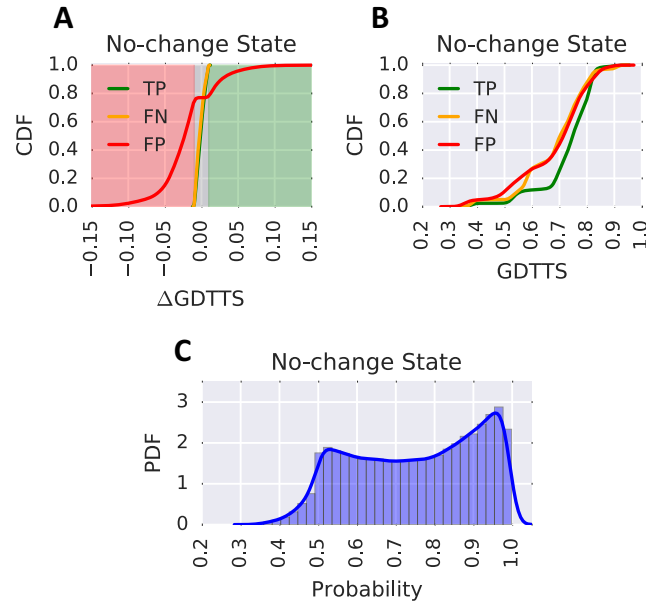 A
No-change State
CDF
1.0
0.8
0.6
0.4
0.2
0.0
TP
FN
FP
−0.15
−0.10
−0.05
0.00
0.05
0.10
0.15
ΔGDTTS
B
No-change State
CDF
1.0
0.8
0.6
0.4
0.2
0.0
TP
FN
FP
0.2
0.3
0.4
0.5
0.6
0.7
0.8
0.9
1.0
GDTTS
C
No-change State
PDF
3
2
1
0
0.2
0.3
0.4
0.5
0.6
0.7
0.8
0.9
1.0
Probability